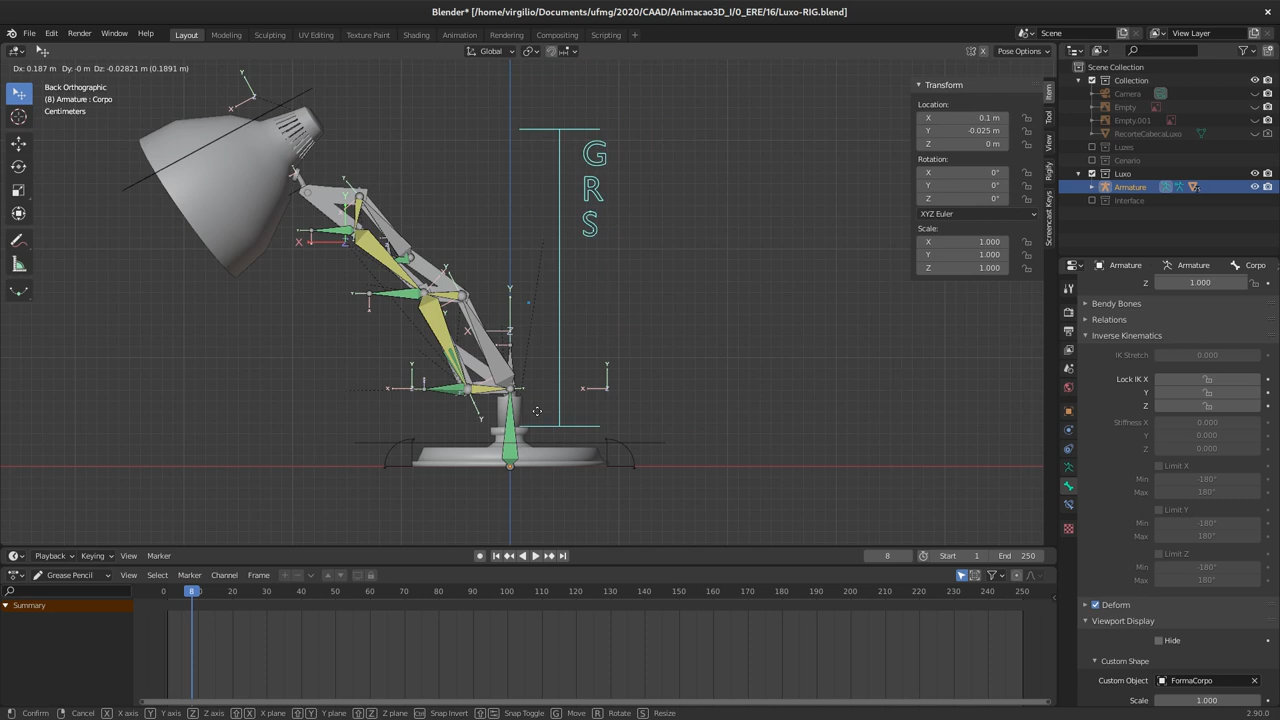 Blender* [/home/virgilio/Documents/ufmg/2020/CAAD/Animacao3D_I/0_ERE/16/Luxo-RIG.blend]
File Edit Render Window Help Layout Modeling Sculpting UV Editing Texture Paint Shading Animation Rendering Compositing Scripting + Scene View Layer
Global X Pose Options
Dx: 0.187 m Dy: -0 m Dz: -0.02821 m (0.1891 m)
Back Orthographic
(8) Armature : Corpo
Centimeters
G
R
S
Transform
Location:
X 0.1 m
Y -0.025 m
Z 0 m
Rotation:
X 0°
Y 0°
Z 0°
XYZ Euler
Scale:
X 1.000
Y 1.000
Z 1.000
Item
Tool
View
Rigify
Screencast Keys
Scene Collection
Collection
Camera
Empty
Empty.001
RecorteCabecaLuxo
Luzes
Cenario
Luxo
Armature
Interface
Armature Armature Corpo
Z 1.000
Bendy Bones
Relations
Inverse Kinematics
IK Stretch 0.000
Lock IK X
Y
Z
Stiffness X 0.000
Y 0.000
Z 0.000
Limit X
Min -180°
Max 180°
Limit Y
Min -180°
Max 180°
Limit Z
Min -180°
Max 180°
Deform
Viewport Display
Hide
Custom Shape
Custom Object FormaCorpo
Scale 1.000
Playback Keying View Marker 8 Start 1 End 250
Grease Pencil View Select Marker Channel Frame
0 8 20 30 40 50 60 70 80 90 100 110 120 130 140 150 160 170 180 190 200 210 220 230 240 250
Summary
Confirm Cancel X X axis Y Y axis Z Z axis X X plane Y Y plane Z Z plane Snap Invert Snap Toggle G Move R Rotate S Resize 2.90.0